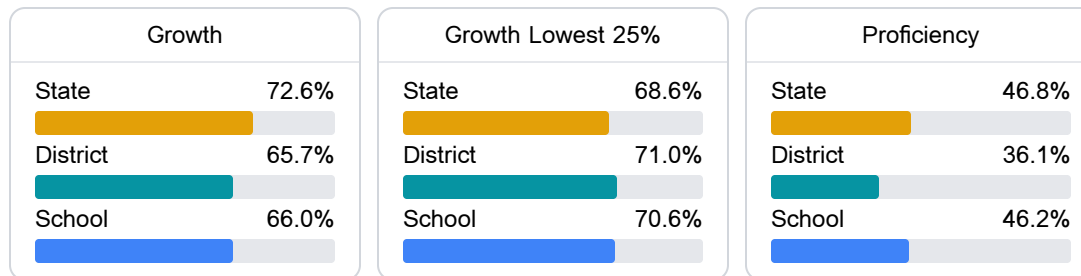 Growth
State 72.6%
District 65.7%
School 66.0%
Growth Lowest 25%
State 68.6%
District 71.0%
School 70.6%
Proficiency
State 46.8%
District 36.1%
School 46.2%